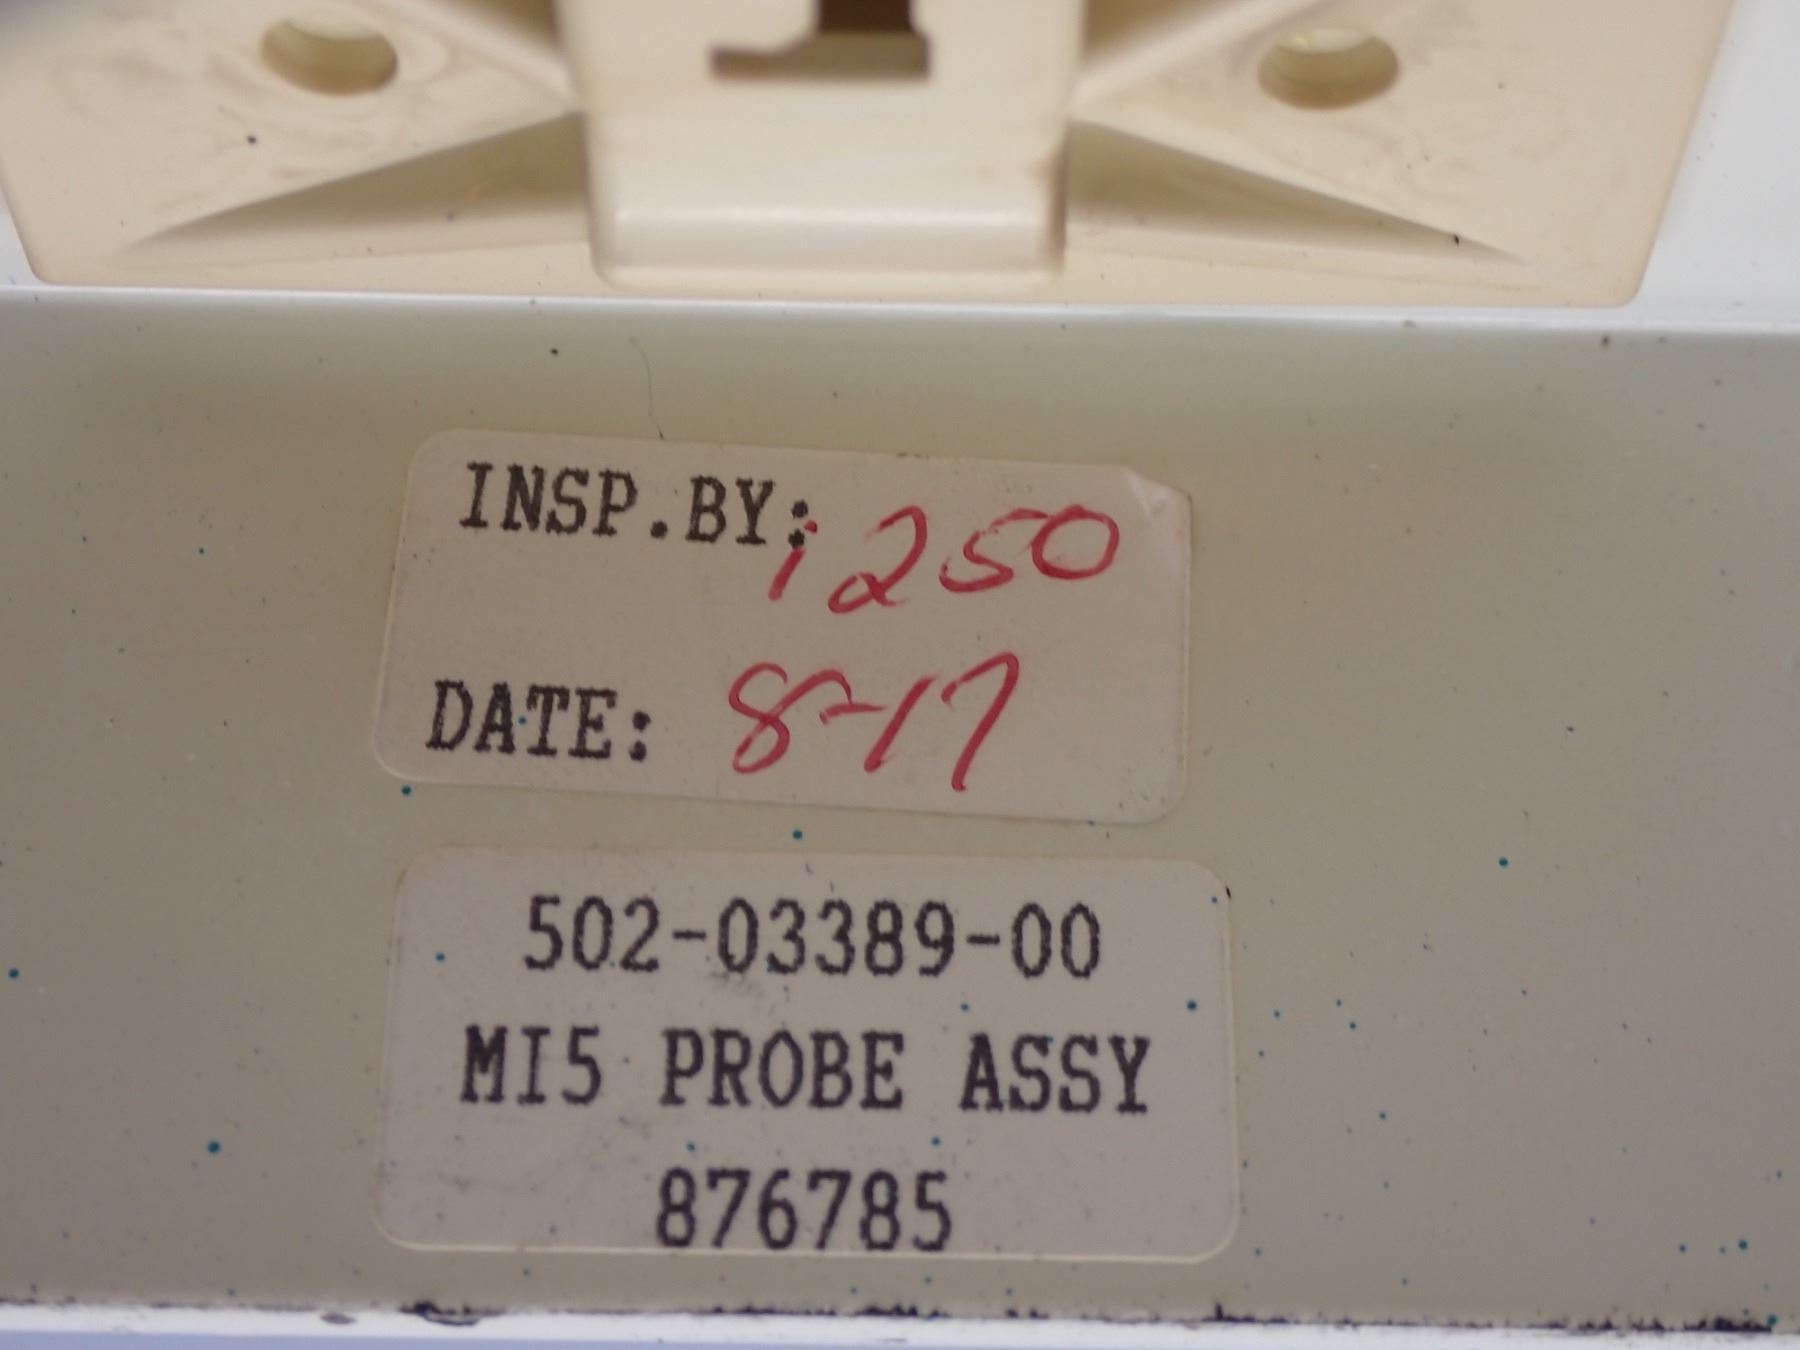 INSP.BY: 1250
DATE: 8-17
502-03389-00
MI5 PROBE ASSY
876785